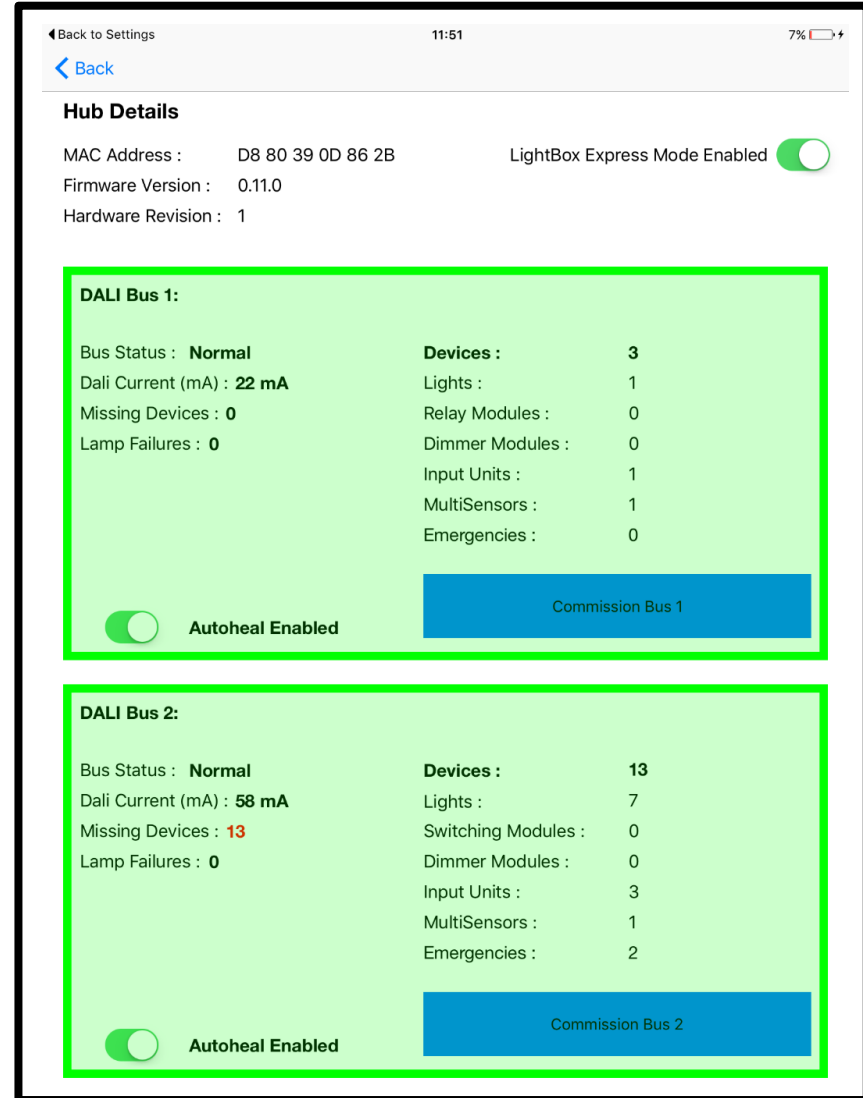 Back to Settings 11:51 7%
Back
Hub Details
MAC Address : D8 80 39 0D 86 2B LightBox Express Mode Enabled
Firmware Version : 0.11.0
Hardware Revision : 1
DALI Bus 1:
Bus Status : Normal Devices : 3
Dali Current (mA) : 22 mA Lights : 1
Missing Devices : 0 Relay Modules : 0
Lamp Failures : 0 Dimmer Modules : 0
Input Units : 1
MultiSensors : 1
Emergencies : 0
Commission Bus 1
Autoheal Enabled
DALI Bus 2:
Bus Status : Normal Devices : 13
Dali Current (mA) : 58 mA Lights : 7
Missing Devices : 13 Switching Modules : 0
Lamp Failures : 0 Dimmer Modules : 0
Input Units : 3
MultiSensors : 1
Emergencies : 2
Commission Bus 2
Autoheal Enabled